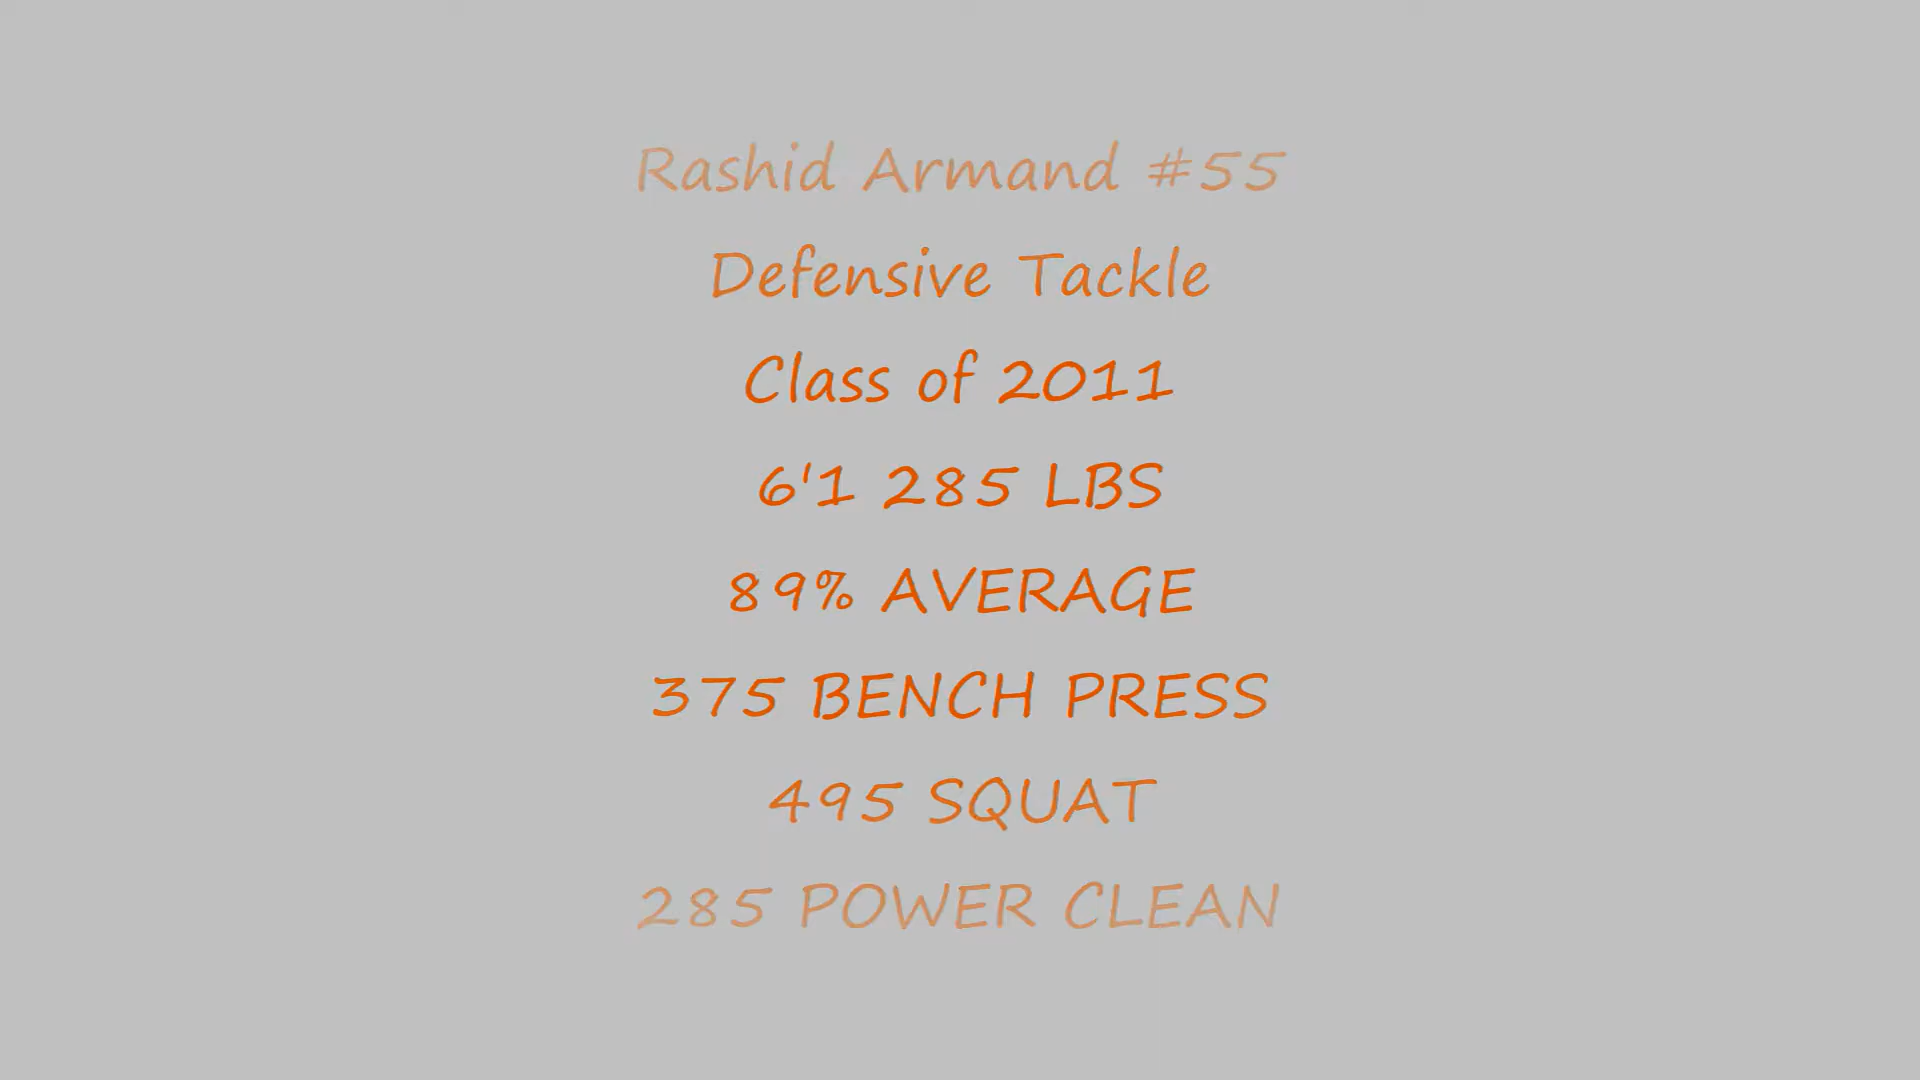 Rashid Armand #55
Defensive Tackle
Class of 2011
6'1 285 LBS
89% AVERAGE
375 BENCH PRESS
495 SQUAT
285 POWER CLEAN